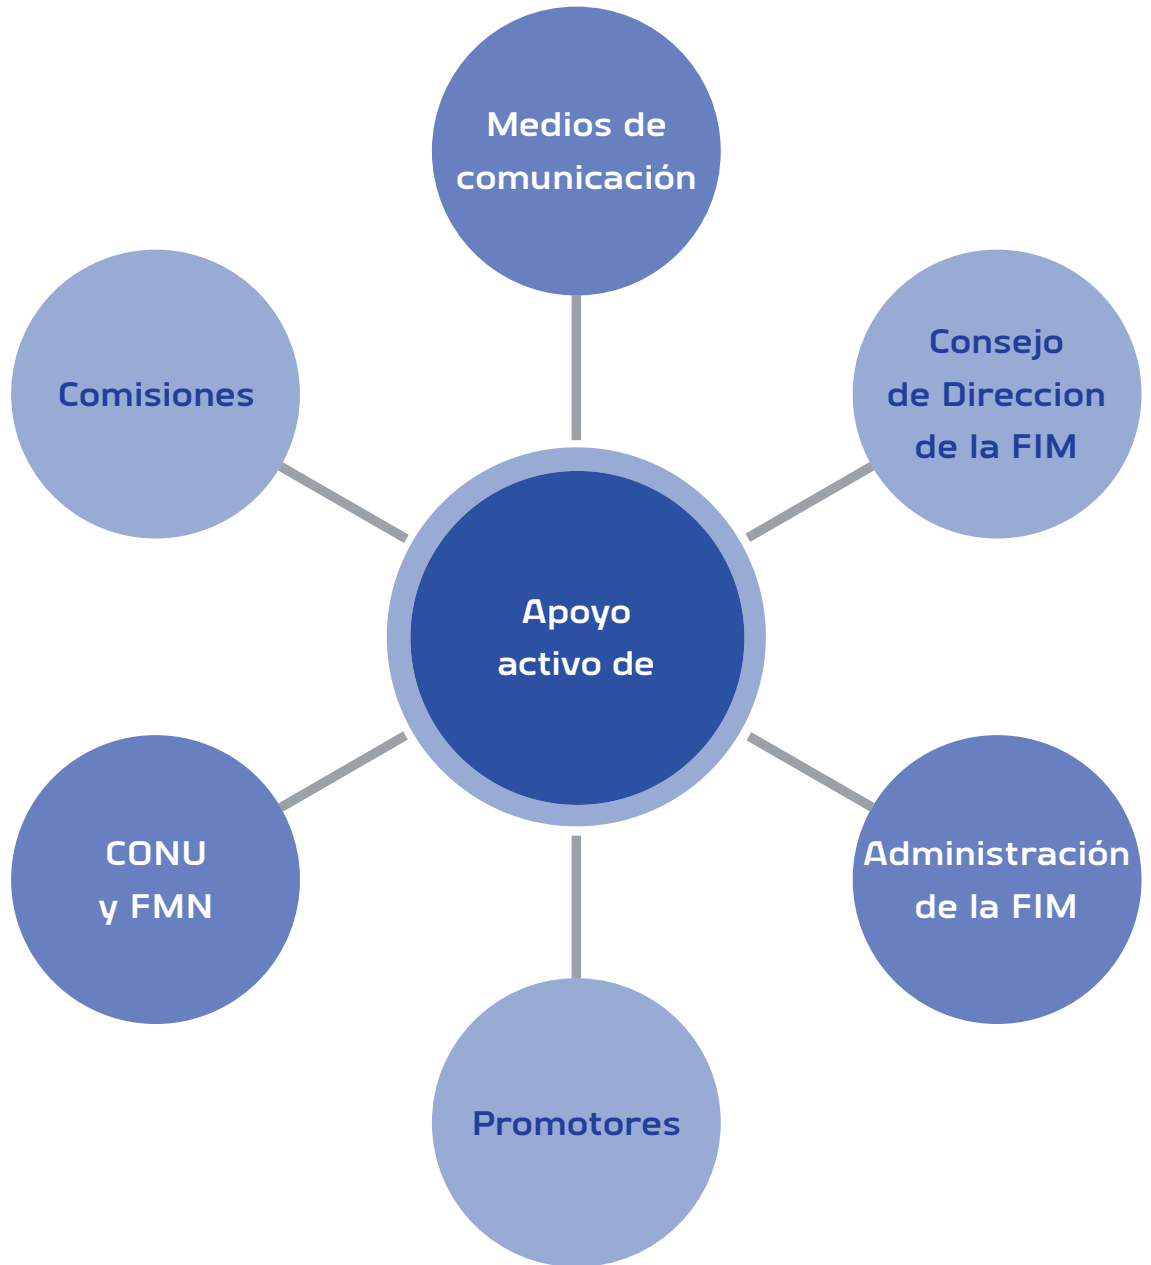 Medios de
comunicación
Consejo
de Direccion
de la FIM
Comisiones
Apoyo
activo de
CONU
y FMN
Administración
de la FIM
Promotores